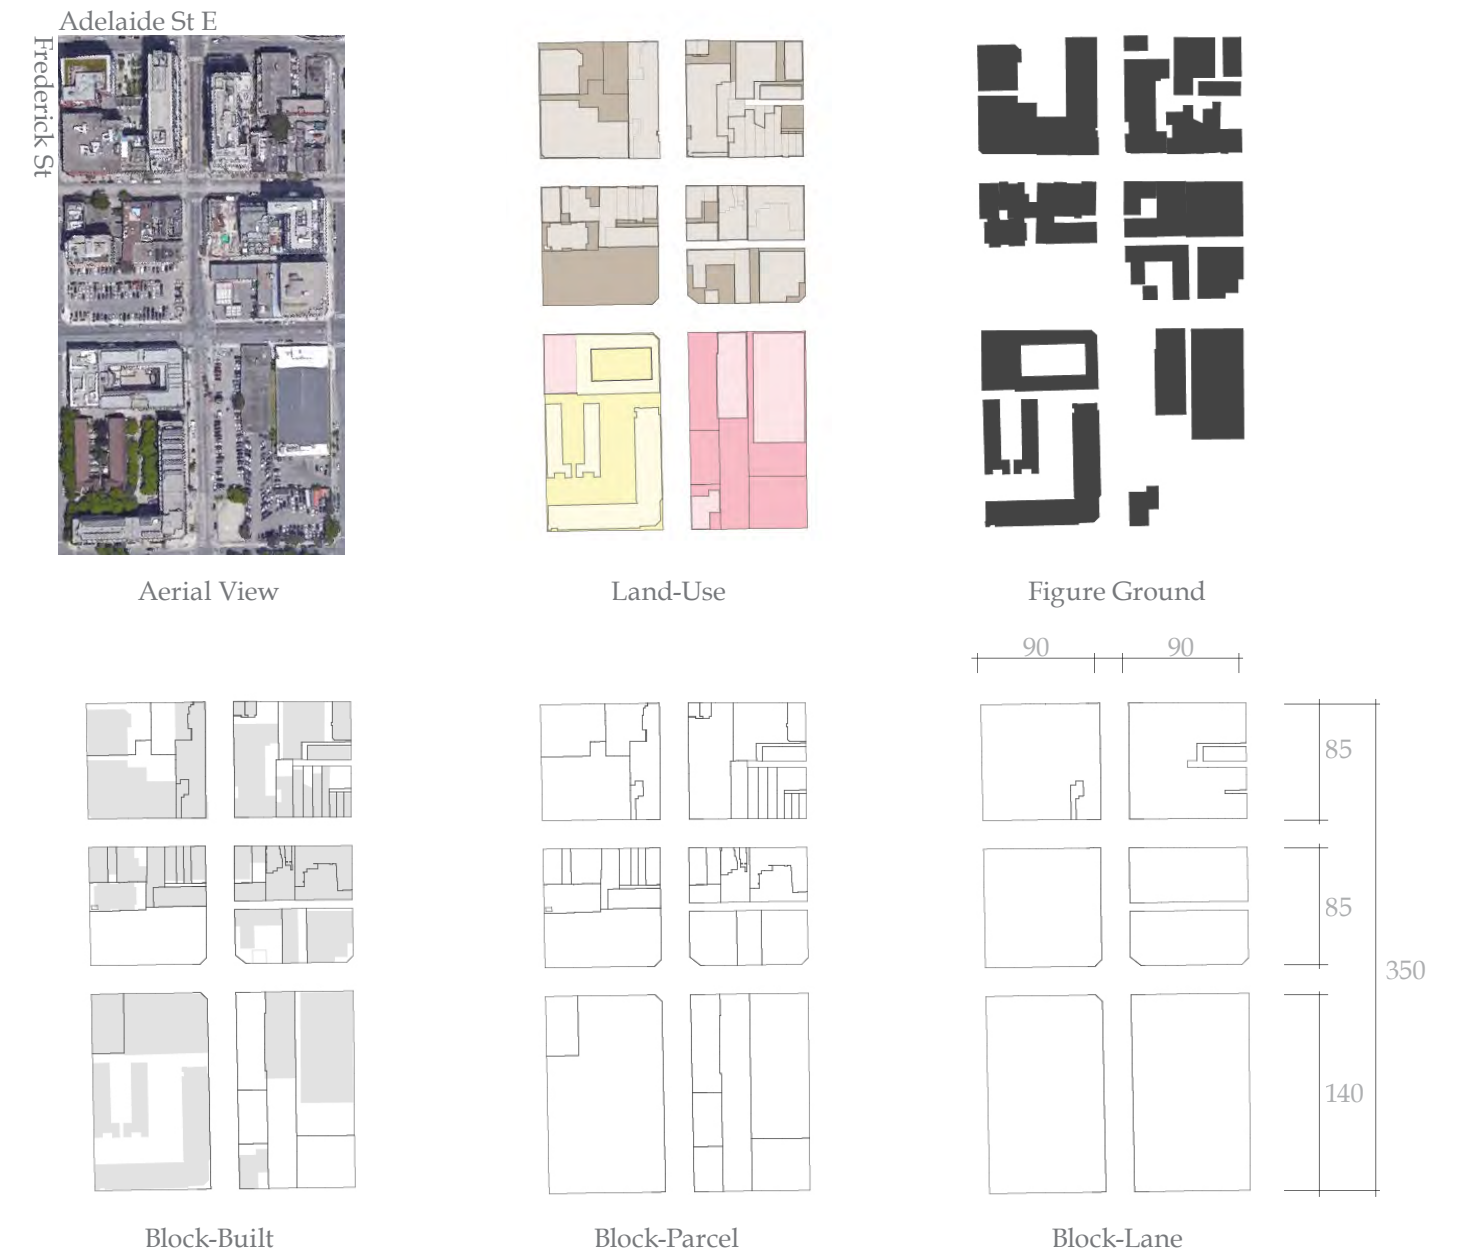 Adelaide St E
Frederick St
Aerial View
Land-Use
Figure Ground
90
90
85
85
350
140
Block-Built
Block-Parcel
Block-Lane